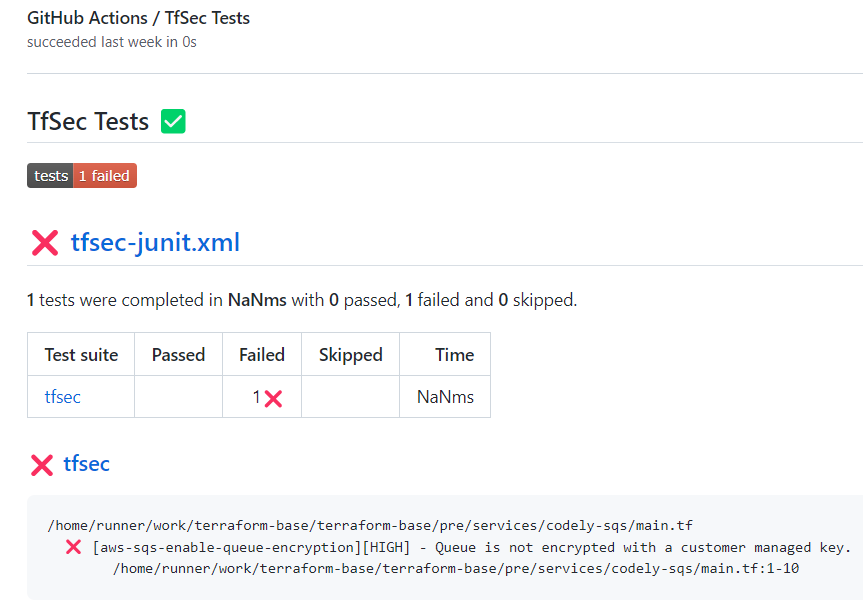 GitHub Actions / TfSec Tests
succeeded last week in 0s
TfSec Tests
tests 1 failed
tfsec-junit.xml
1 tests were completed in NaNms with 0 passed, 1 failed and 0 skipped.
Test suite Passed Failed Skipped Time
tfsec 1 NaNms
tfsec
/home/runner/work/terraform-base/terraform-base/pre/services/codely-sqs/main.tf
[aws-sqs-enable-queue-encryption][HIGH] - Queue is not encrypted with a customer managed key.
/home/runner/work/terraform-base/terraform-base/pre/services/codely-sqs/main.tf:1-10